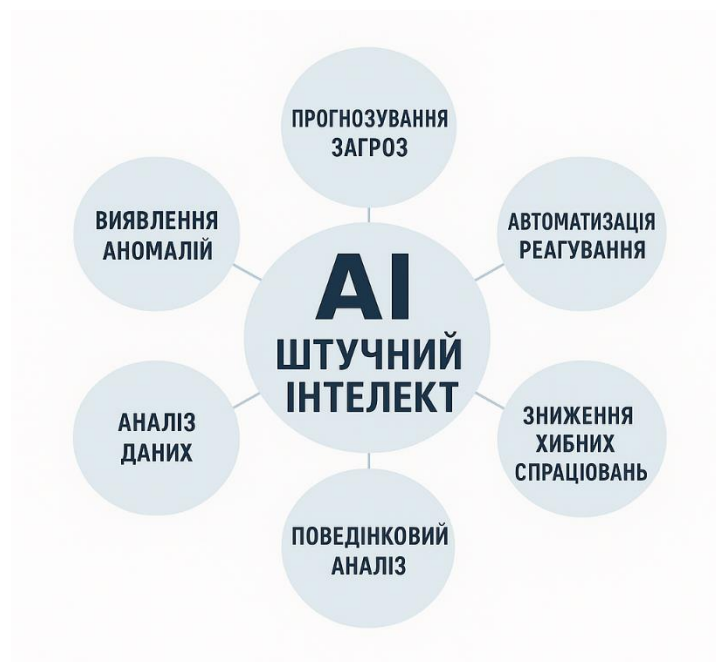 ПРОГНОЗУВАННЯ
ЗАГРОЗ
ВИЯВЛЕННЯ
АНОМАЛІЙ
АВТОМАТИЗАЦІЯ
РЕАГУВАННЯ
AI
ШТУЧНИЙ
ІНТЕЛЕКТ
АНАЛІЗ
ДАНИХ
ЗНИЖЕННЯ
ХИБНИХ
СПРАЦІОВАНЬ
ПОВЕДІНКОВИЙ
АНАЛІЗ